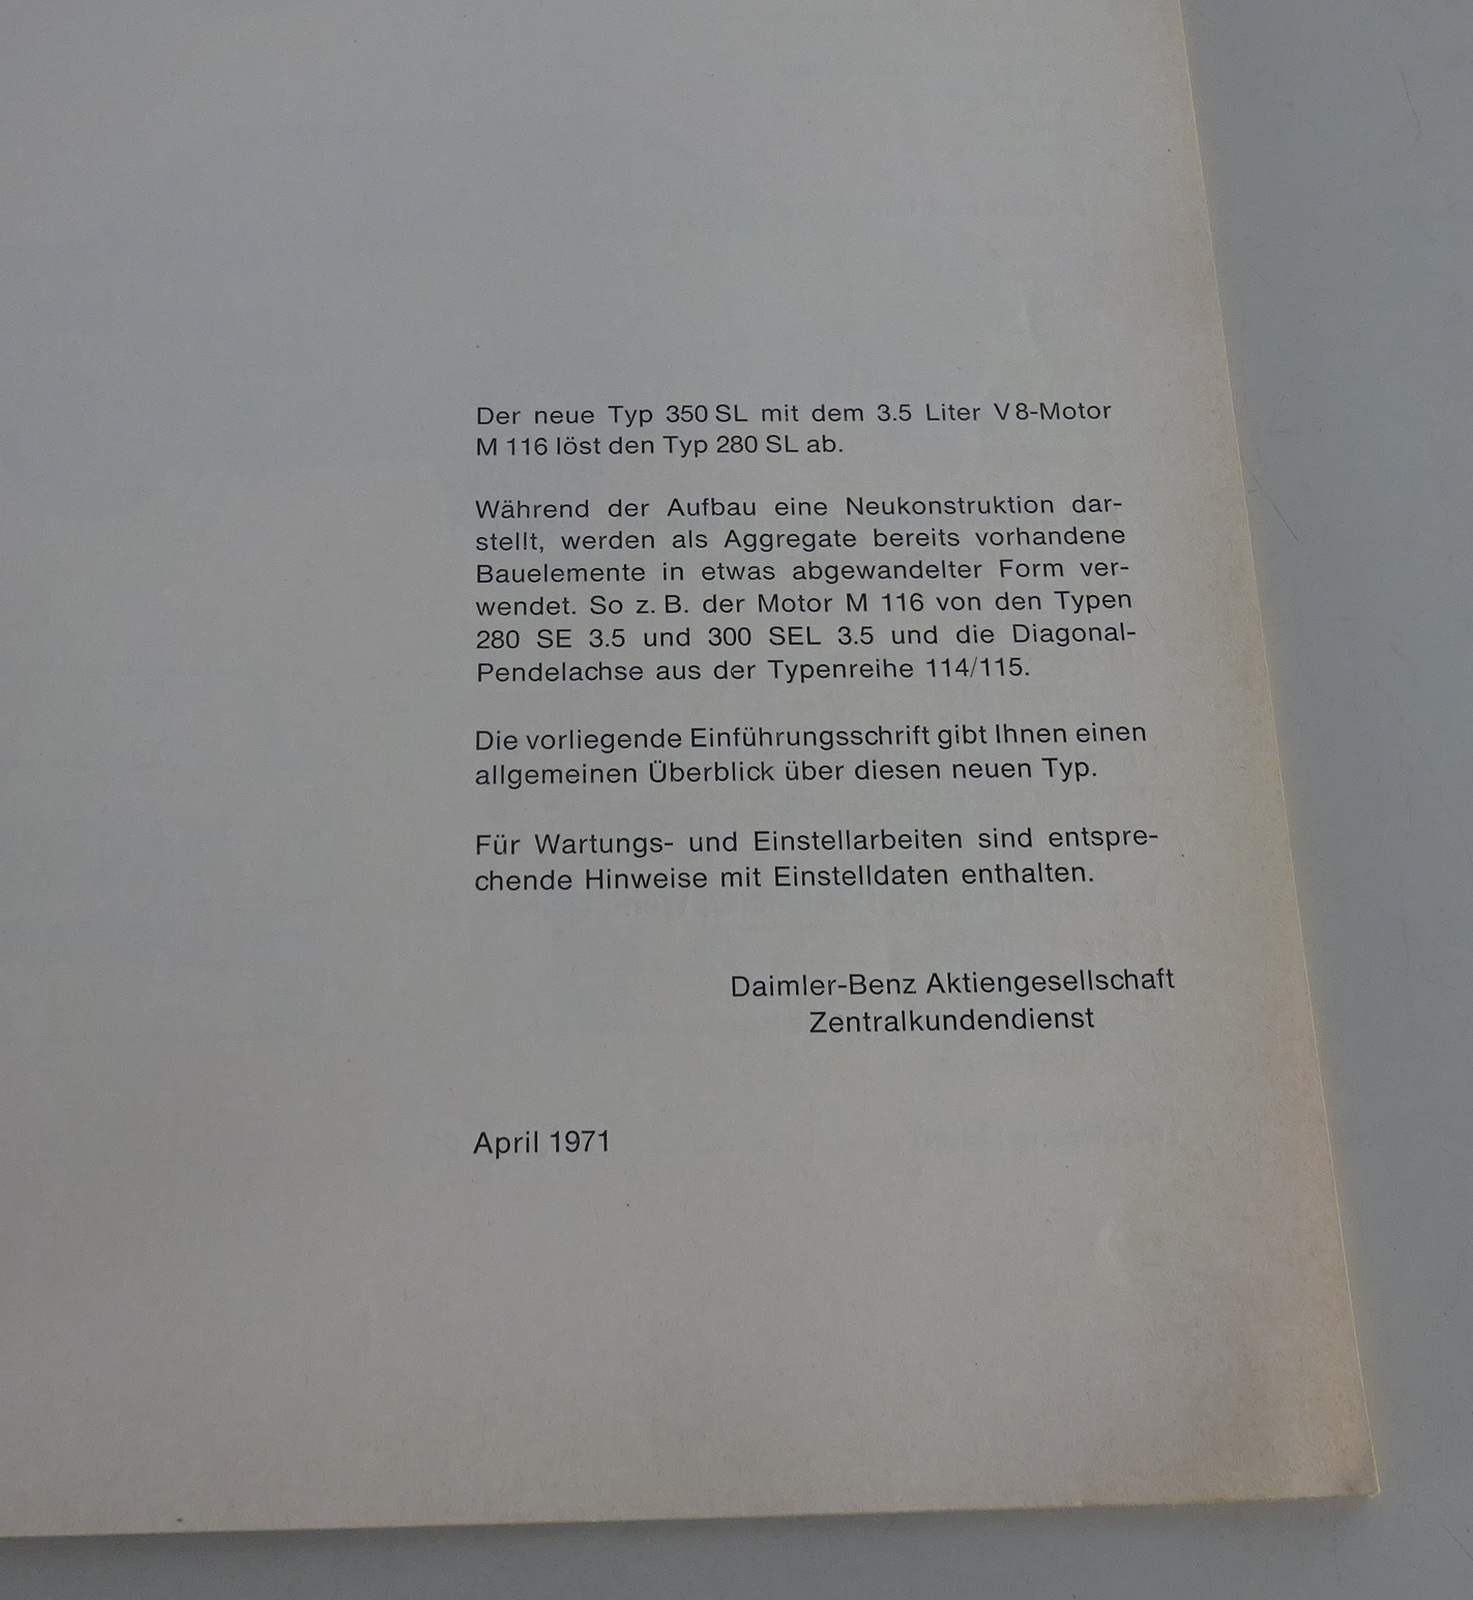 Der neue Typ 350 SL mit dem 3.5 Liter V8-Motor
M 116 löst den Typ 280 SL ab.
Während der Aufbau eine Neukonstruktion dar-
stellt, werden als Aggregate bereits vorhandene
Bauelemente in etwas abgewandelter Form ver-
wendet. So z. B. der Motor M 116 von den Typen
280 SE 3.5 und 300 SEL 3.5 und die Diagonal-
Pendelachse aus der Typenreihe 114/115.
Die vorliegende Einführungsschrift gibt Ihnen einen
allgemeinen Überblick über diesen neuen Typ.
Für Wartungs- und Einstellarbeiten sind entspre-
chende Hinweise mit Einstelldaten enthalten.
Daimler-Benz Aktiengesellschaft
Zentralkundendienst
April 1971